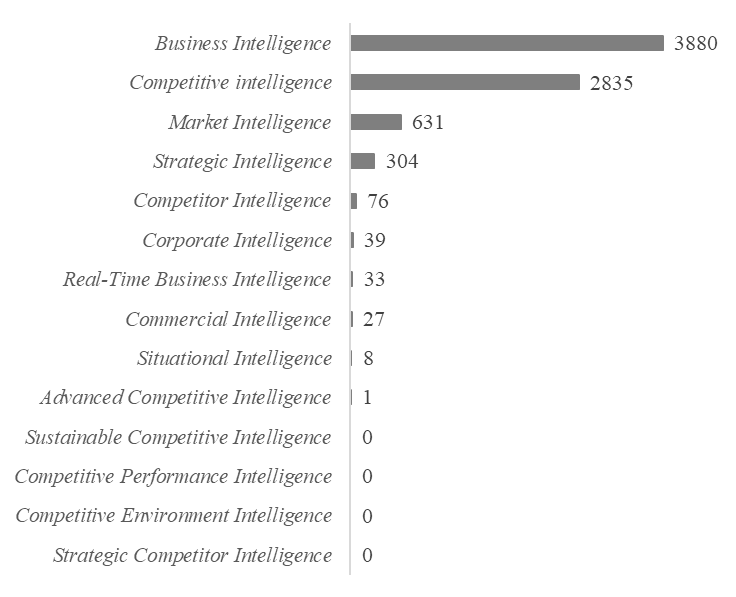 Business Intelligence 3880
Competitive intelligence 2835
Market Intelligence 631
Strategic Intelligence 304
Competitor Intelligence 76
Corporate Intelligence 39
Real-Time Business Intelligence 33
Commercial Intelligence 27
Situational Intelligence 8
Advanced Competitive Intelligence 1
Sustainable Competitive Intelligence 0
Competitive Performance Intelligence 0
Competitive Environment Intelligence 0
Strategic Competitor Intelligence 0